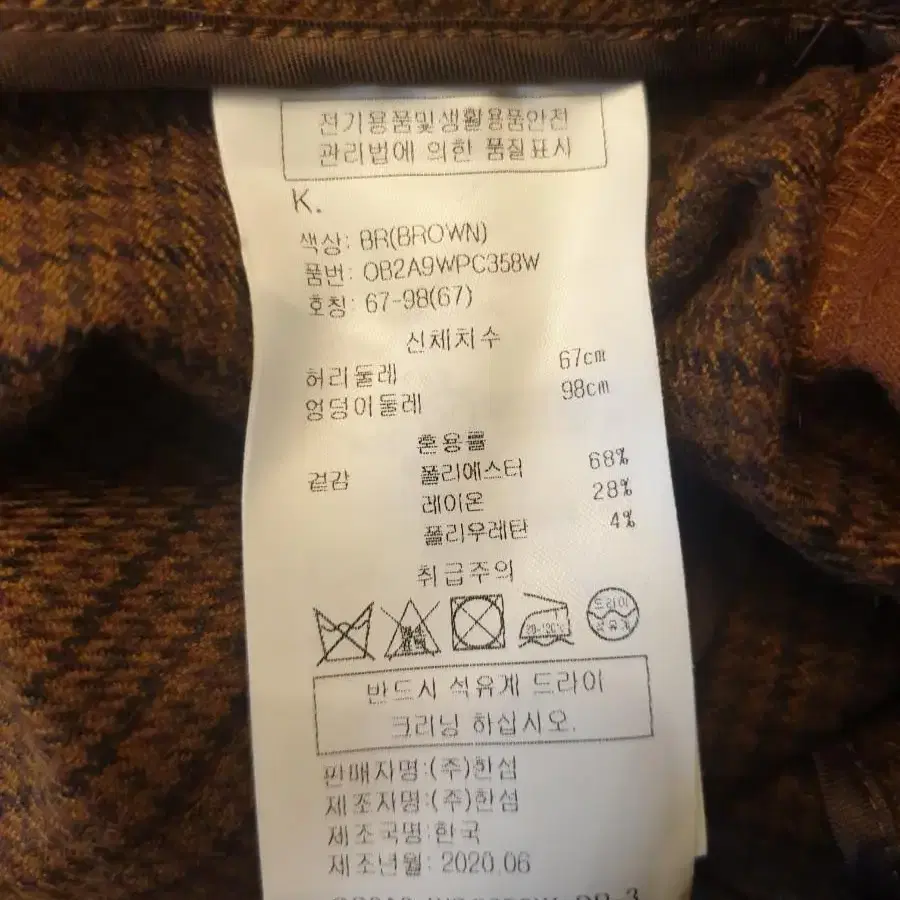 전기용품및생활용품안전
관리법에 의한 품질표시
K.
색상: BR(BROWN)
품번: OB2A9WPC358W
호칭: 67-98(67)
신체치수
허리둘레 67cm
엉덩이둘레 98cm
혼용률
겉감 폴리에스터 68%
레이온 28%
폴리우레탄 4%
취급주의
드라이
석유계
반드시 석유계 드라이
크리닝 하십시오.
판매자명:(주)한섬
제조자명:(주)한섬
제조국명:한국
제조년월: 2020.06